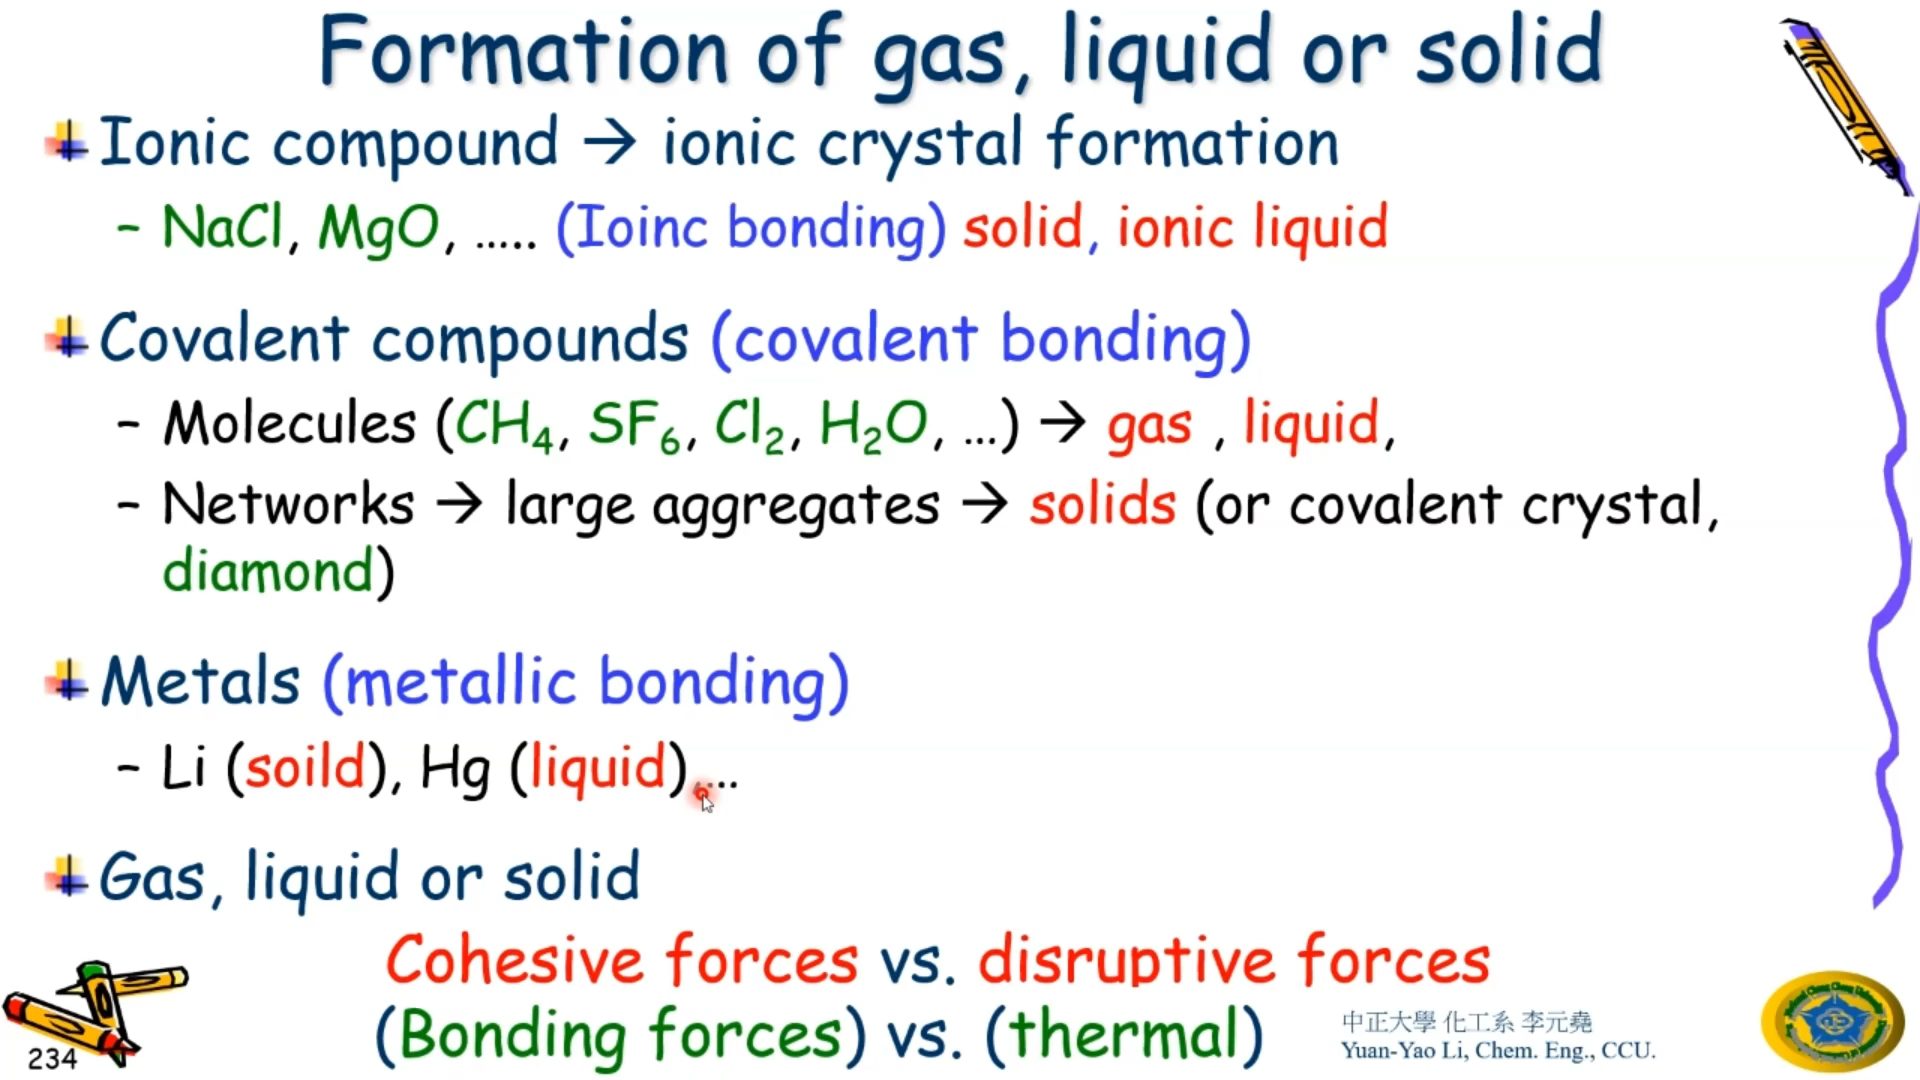 Formation of gas, liquid or solid
Ionic compound → ionic crystal formation
– NaCl, MgO, ….. (Ioinc bonding) solid, ionic liquid
Covalent compounds (covalent bonding)
– Molecules (CH₄, SF₆, Cl₂, H₂O, …) → gas , liquid,
– Networks → large aggregates → solids (or covalent crystal,
diamond)
Metals (metallic bonding)
– Li (soild), Hg (liquid),…
Gas, liquid or solid
Cohesive forces vs. disruptive forces
(Bonding forces) vs. (thermal)
中正大學 化工系 李元堯
Yuan-Yao Li, Chem. Eng., CCU.
234